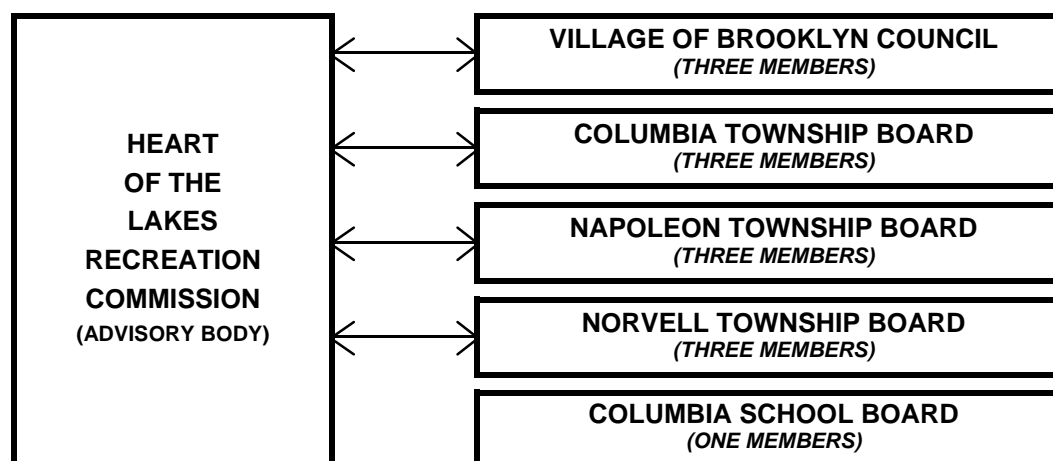 HEART
OF THE
LAKES
RECREATION
COMMISSION
(ADVISORY BODY)
VILLAGE OF BROOKLYN COUNCIL
(THREE MEMBERS)
COLUMBIA TOWNSHIP BOARD
(THREE MEMBERS)
NAPOLEON TOWNSHIP BOARD
(THREE MEMBERS)
NORVELL TOWNSHIP BOARD
(THREE MEMBERS)
COLUMBIA SCHOOL BOARD
(ONE MEMBERS)